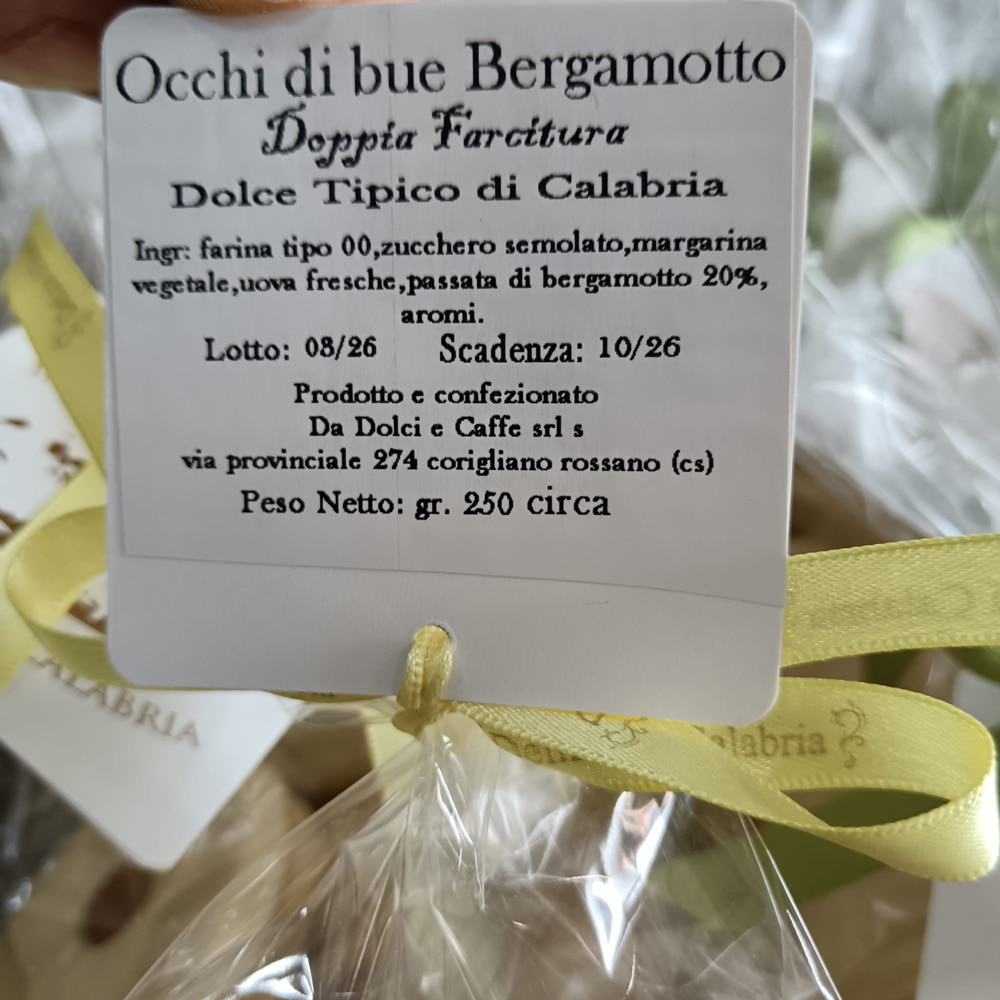 Occhi di bue Bergamotto
Doppia Farcitura
Dolce Tipico di Calabria
Ingr: farina tipo 00,zucchero semolato,margarina
vegetale,uova fresche,passata di bergamotto 20%,
aromi.
Lotto: 08/26 Scadenza: 10/26
Prodotto e confezionato
Da Dolci e Caffe srl s
via provinciale 274 corigliano rossano (cs)
Peso Netto: gr. 250 circa
CALABRIA
Calabria